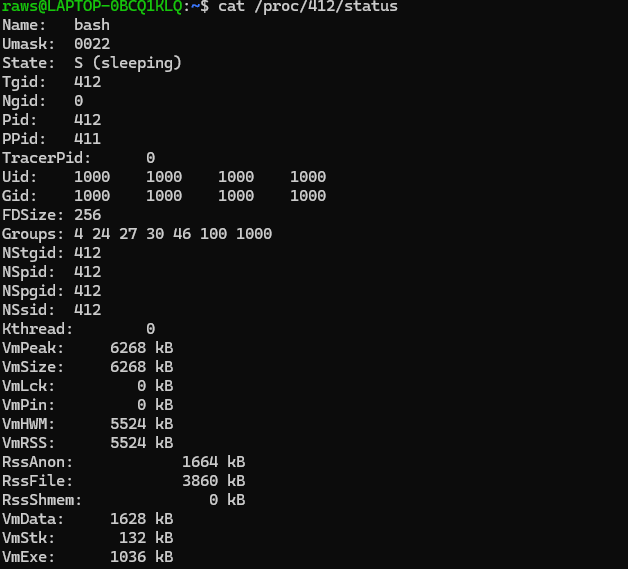 raws@LAPTOP-0BCQ1KLQ:~$ cat /proc/412/status
Name:   bash
Umask:  0022
State:  S (sleeping)
Tgid:   412
Ngid:   0
Pid:    412
PPid:   411
TracerPid:      0
Uid:    1000    1000    1000    1000
Gid:    1000    1000    1000    1000
FDSize: 256
Groups: 4 24 27 30 46 100 1000
NStgid: 412
NSpid:  412
NSpgid: 412
NSsid:  412
Kthread:        0
VmPeak:     6268 kB
VmSize:     6268 kB
VmLck:         0 kB
VmPin:         0 kB
VmHWM:      5524 kB
VmRSS:      5524 kB
RssAnon:            1664 kB
RssFile:            3860 kB
RssShmem:              0 kB
VmData:     1628 kB
VmStk:       132 kB
VmExe:      1036 kB